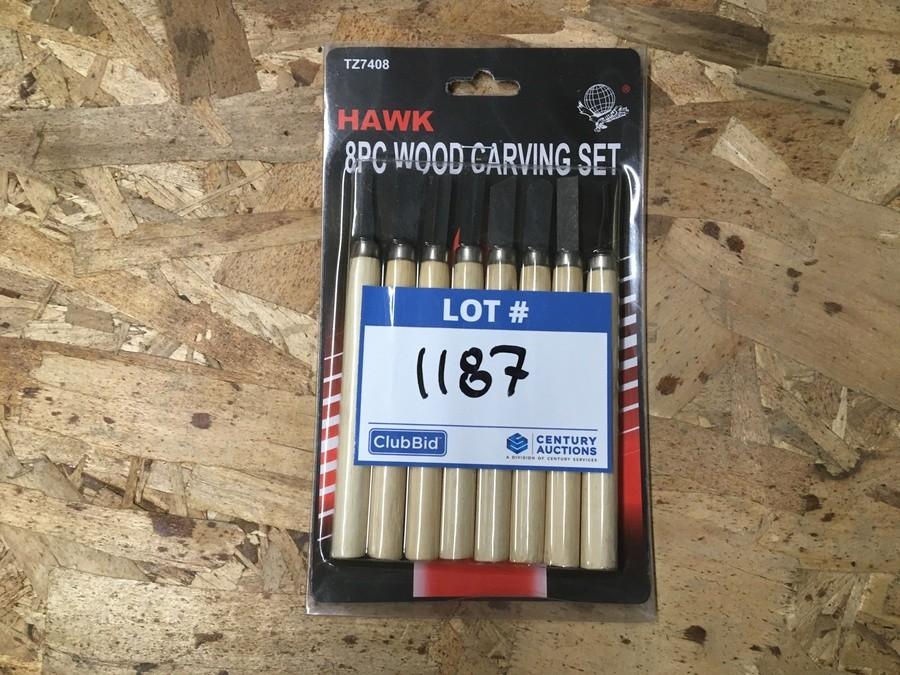 TZ7408
HAWK
8PC WOOD CARVING SET
®
LOT #
1187
ClubBid
CENTURY
AUCTIONS
A DIVISION OF CENTURY SERVICES